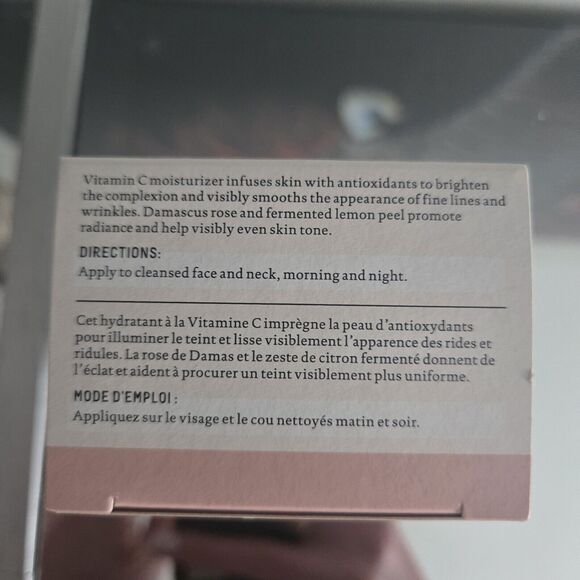 Vitamin C moisturizer infuses skin with antioxidants to brighten
the complexion and visibly smooths the appearance of fine lines and
wrinkles. Damascus rose and fermented lemon peel promote
radiance and help visibly even skin tone.
DIRECTIONS:
Apply to cleansed face and neck, morning and night.
Cet hydratant à la Vitamine C imprègne la peau d'antioxydants
pour illuminer le teint et lisse visiblement l'apparence des rides et
ridules. La rose de Damas et le zeste de citron fermenté donnent de
l'éclat et aident à procurer un teint visiblement plus uniforme.
MODE D'EMPLOI :
Appliquez sur le visage et le cou nettoyés matin et soir.